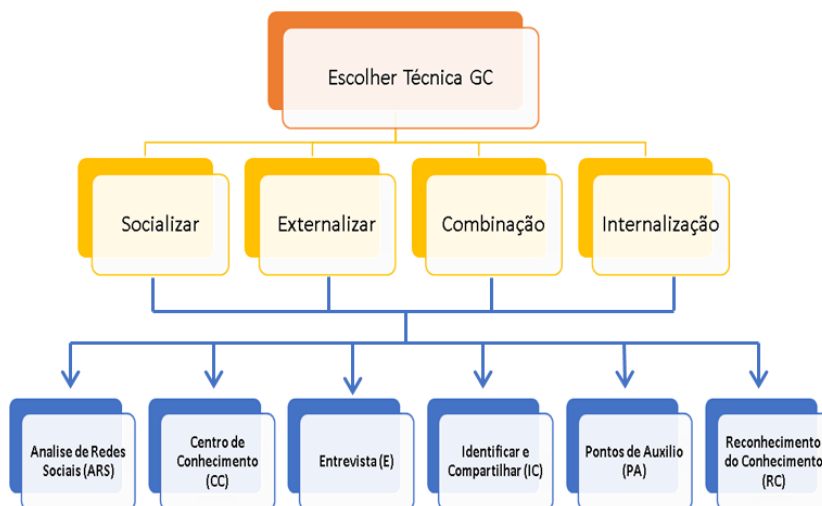 Escolher Técnica GC
Socializar
Externalizar
Combinação
Internalização
Analise de Redes
Sociais (ARS)
Centro de
Conhecimento
(CC)
Entrevista (E)
Identificar e
Compartilhar (IC)
Pontos de Auxilio
(PA)
Reconhecimento
do Conhecimento
(RC)